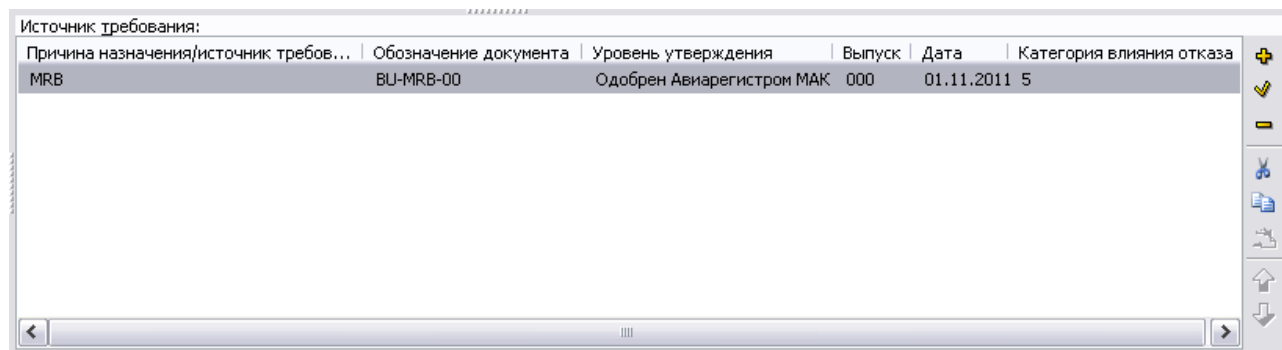 Источник требования:
Причина назначения/источник требов... Обозначение документа Уровень утверждения Выпуск Дата Категория влияния отказа
MRB BU-MRB-00 Одобрен Авиарегистром МАК 000 01.11.2011 5